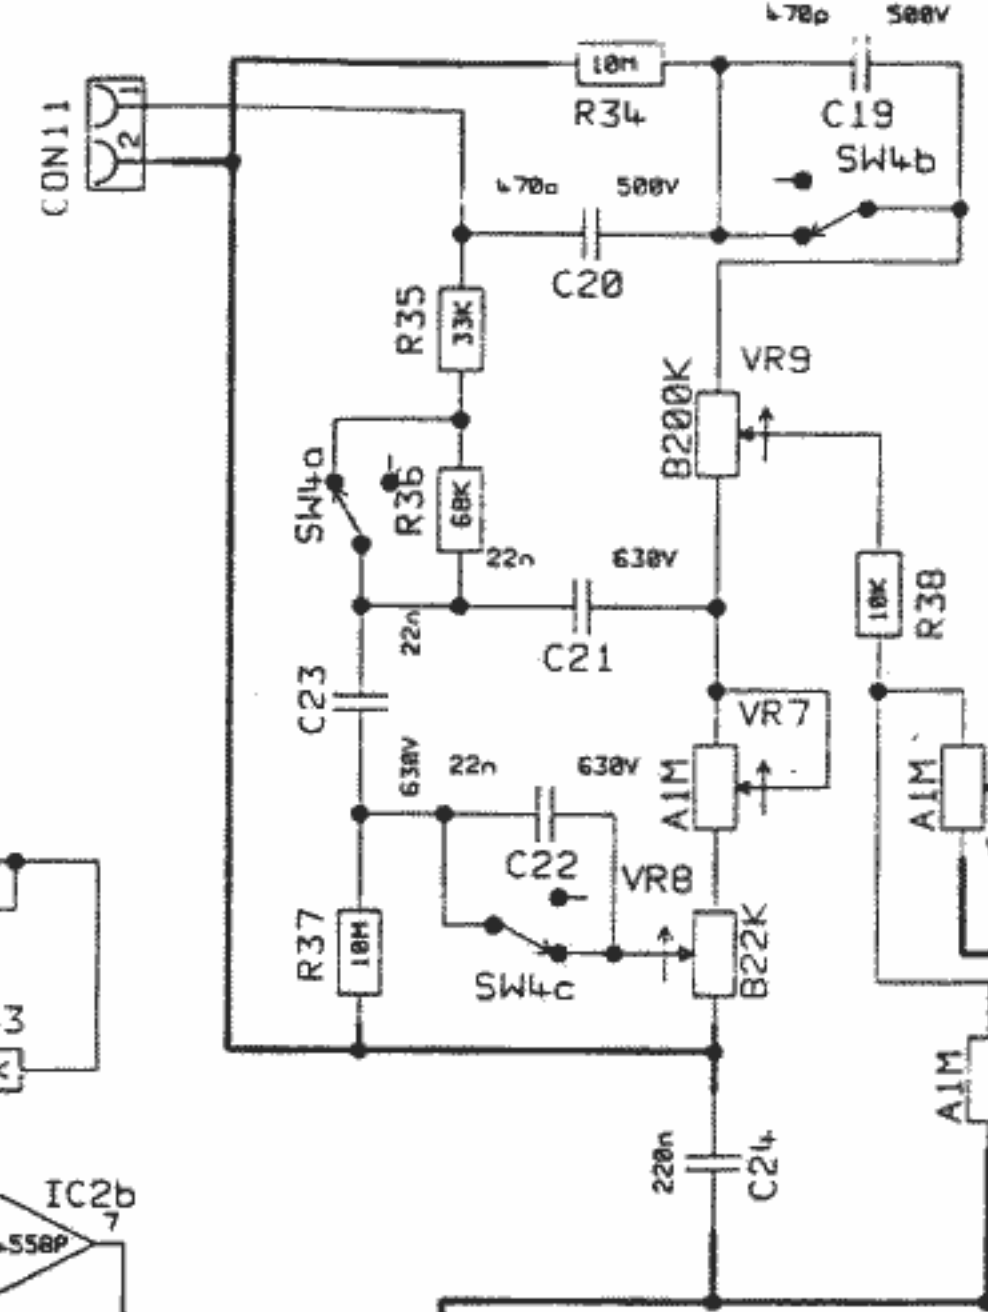 470p 500V
10M
R34
C19
SW4b
CON11
1
2
470p 500V
C20
R35
33K
VR9
B200K
SW4a
R36
68K
22n 630V
C21
22n
C23
630V
10K
R38
VR7
A1M
A1M
22n 630V
C22
VR8
B22K
R37
10M
SW4c
A1M
220n
C24
IC2b
7
4558P